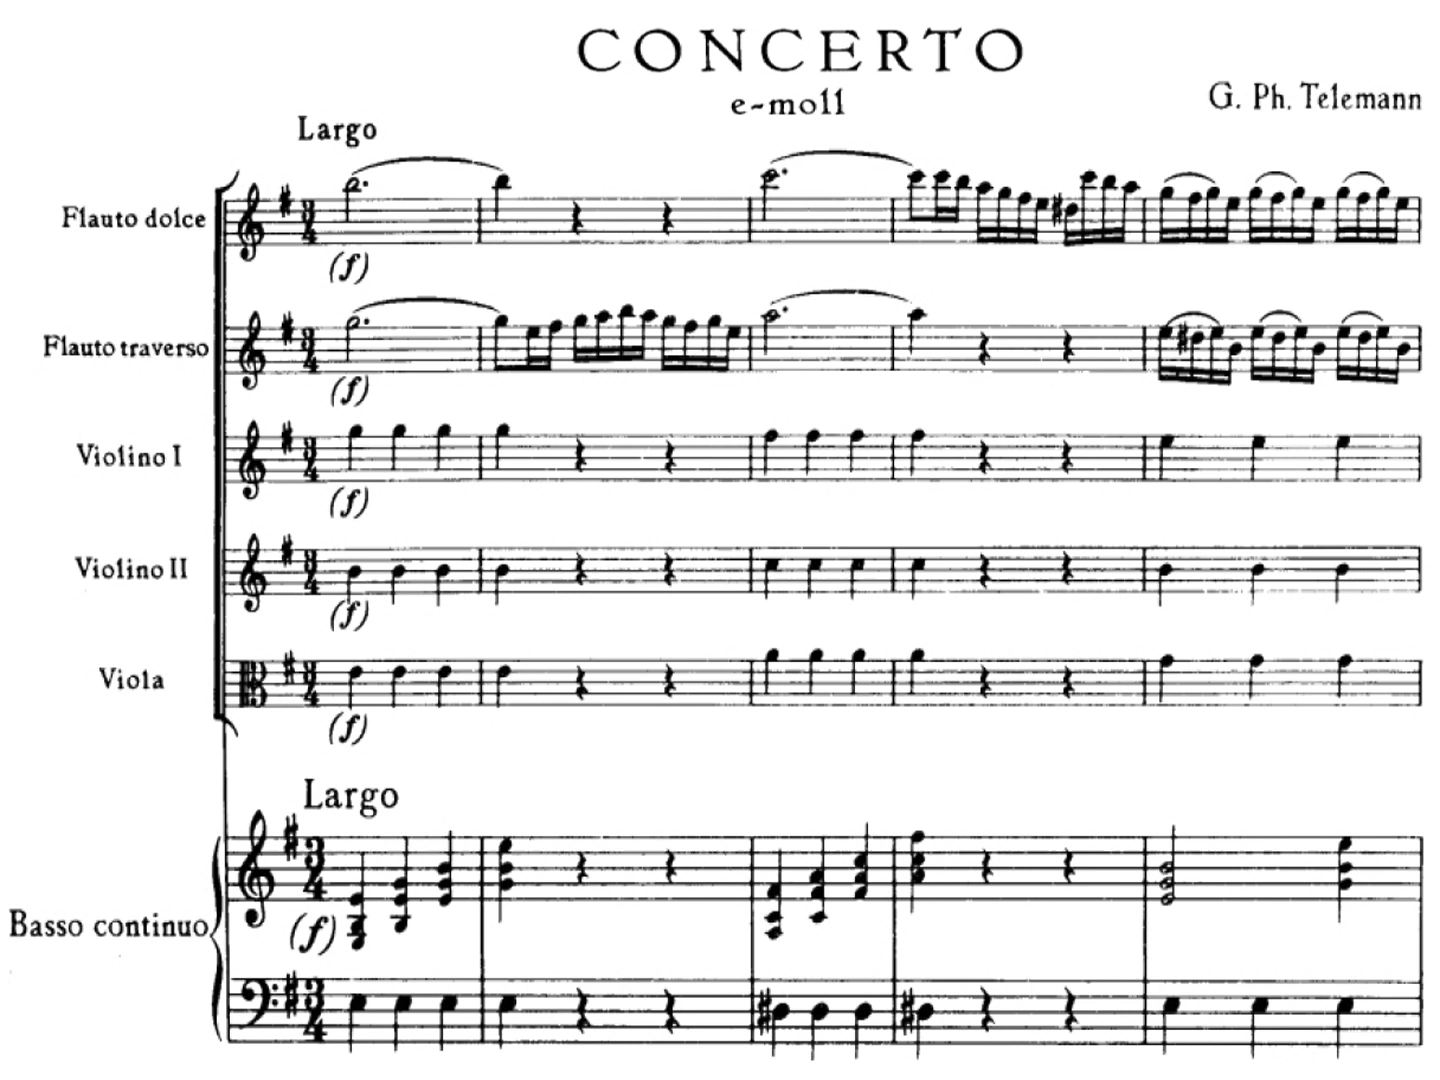 CONCERTO
e-moll
G. Ph. Telemann
Largo
Flauto dolce
(f)
Flauto traverso
(f)
Violino I
(f)
Violino II
(f)
Viola
(f)
Largo
Basso continuo
(f)